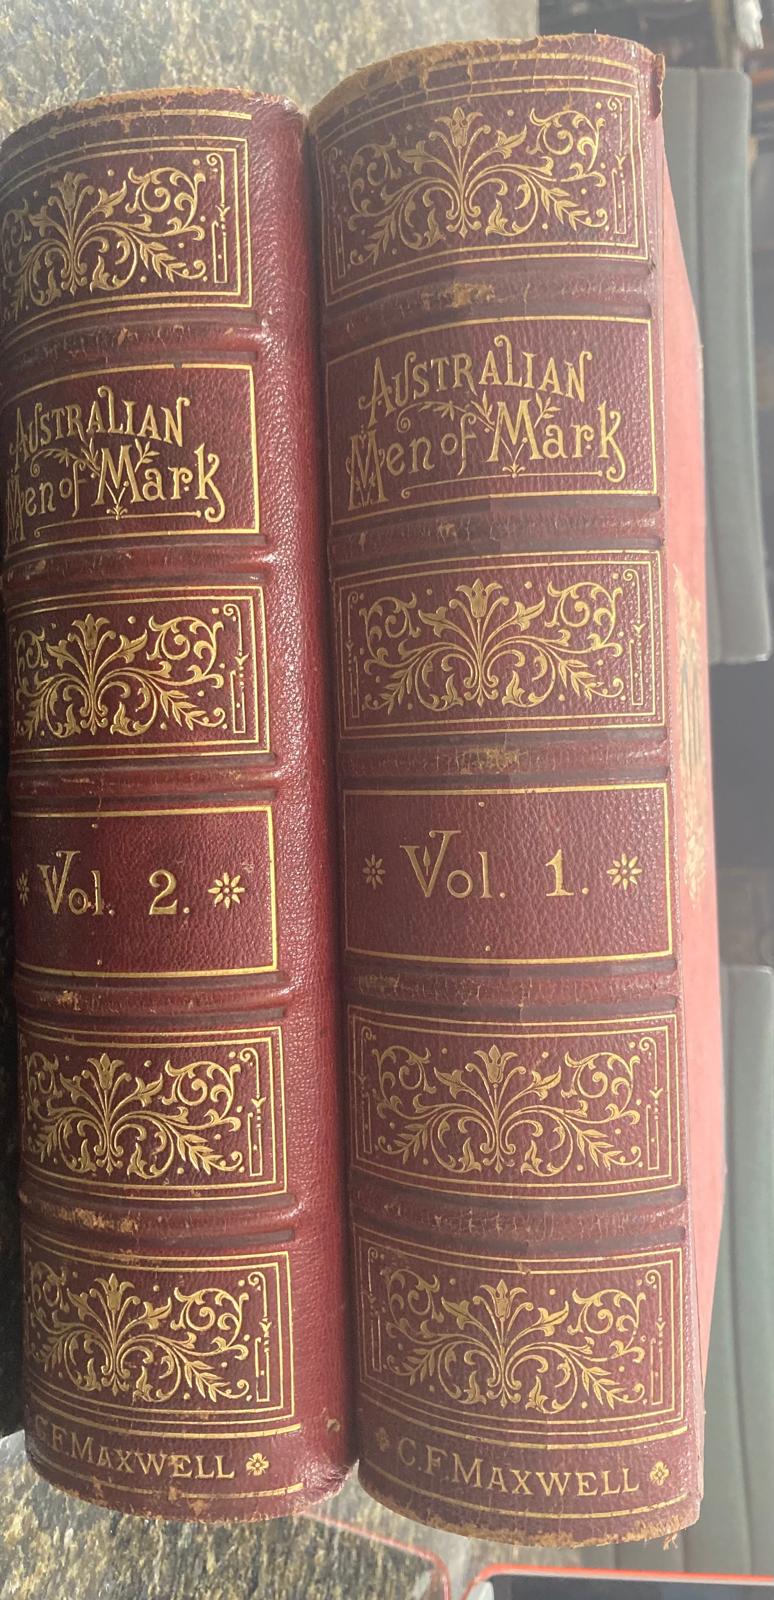 AUSTRALIAN
Men of Mark
Vol. 2.
C.F. MAXWELL
AUSTRALIAN
Men of Mark
Vol. 1.
C.F. MAXWELL